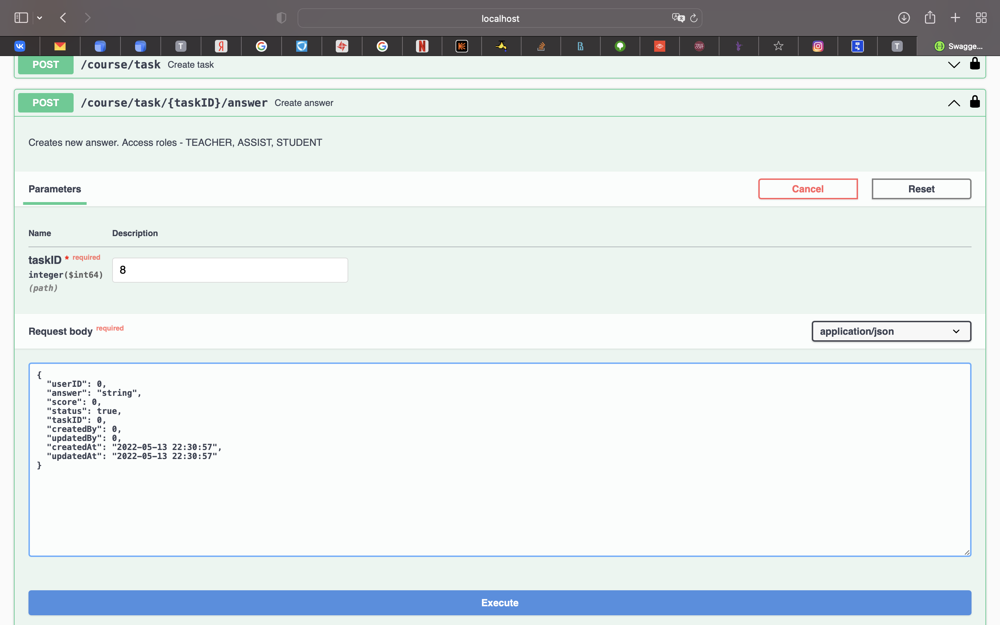 localhost
Swagge...
POST /course/task Create task
POST /course/task/{taskID}/answer Create answer
Creates new answer. Access roles - TEACHER, ASSIST, STUDENT
Parameters
Cancel
Reset
Name Description
taskID * required
integer($int64)
(path)
8
Request body required
application/json
{
  "userID": 0,
  "answer": "string",
  "score": 0,
  "status": true,
  "taskID": 0,
  "createdBy": 0,
  "updatedBy": 0,
  "createdAt": "2022-05-13 22:30:57",
  "updatedAt": "2022-05-13 22:30:57"
}
Execute